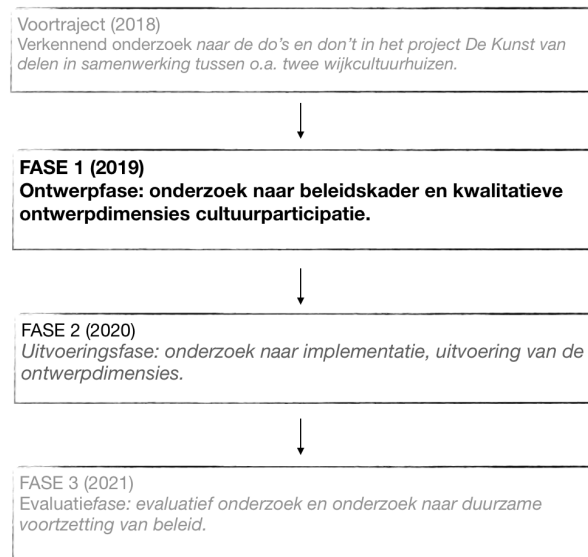 Voortraject (2018)
Verkennend onderzoek naar de do's en don't in het project De Kunst van
delen in samenwerking tussen o.a. twee wijkcultuurhuizen.
FASE 1 (2019)
Ontwerpfase: onderzoek naar beleidskader en kwalitatieve
ontwerpdimensies cultuurparticipatie.
FASE 2 (2020)
Uitvoeringsfase: onderzoek naar implementatie, uitvoering van de
ontwerpdimensies.
FASE 3 (2021)
Evaluatiefase: evaluatief onderzoek en onderzoek naar duurzame
voortzetting van beleid.